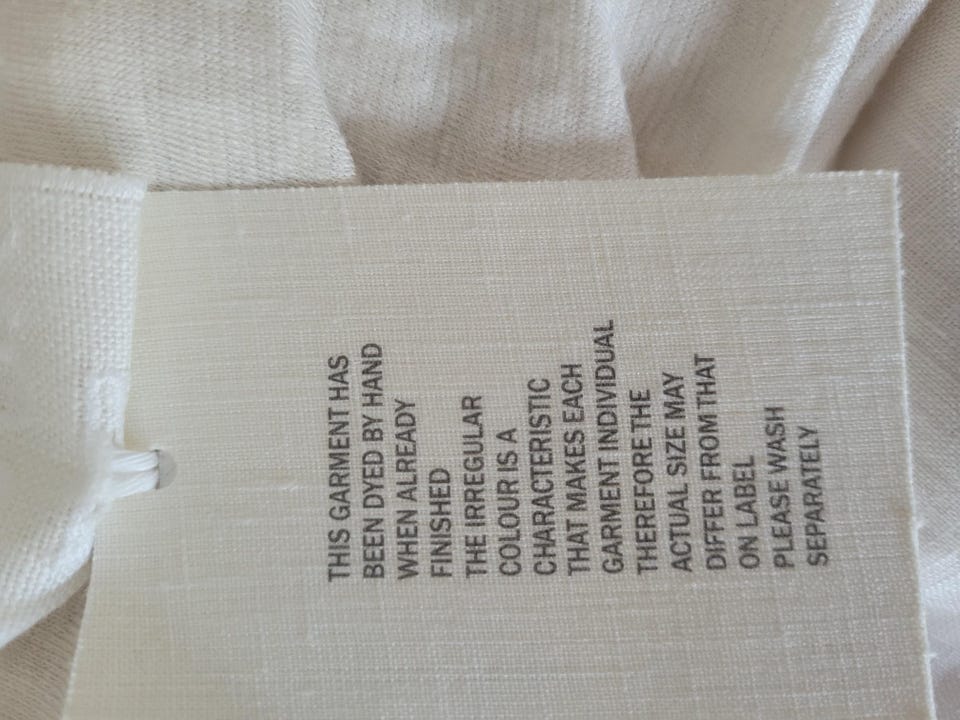 THIS GARMENT HAS
BEEN DYED BY HAND
WHEN ALREADY
FINISHED
THE IRREGULAR
COLOUR IS A
CHARACTERISTIC
THAT MAKES EACH
GARMENT INDIVIDUAL
THEREFORE THE
ACTUAL SIZE MAY
DIFFER FROM THAT
ON LABEL
PLEASE WASH
SEPARATELY